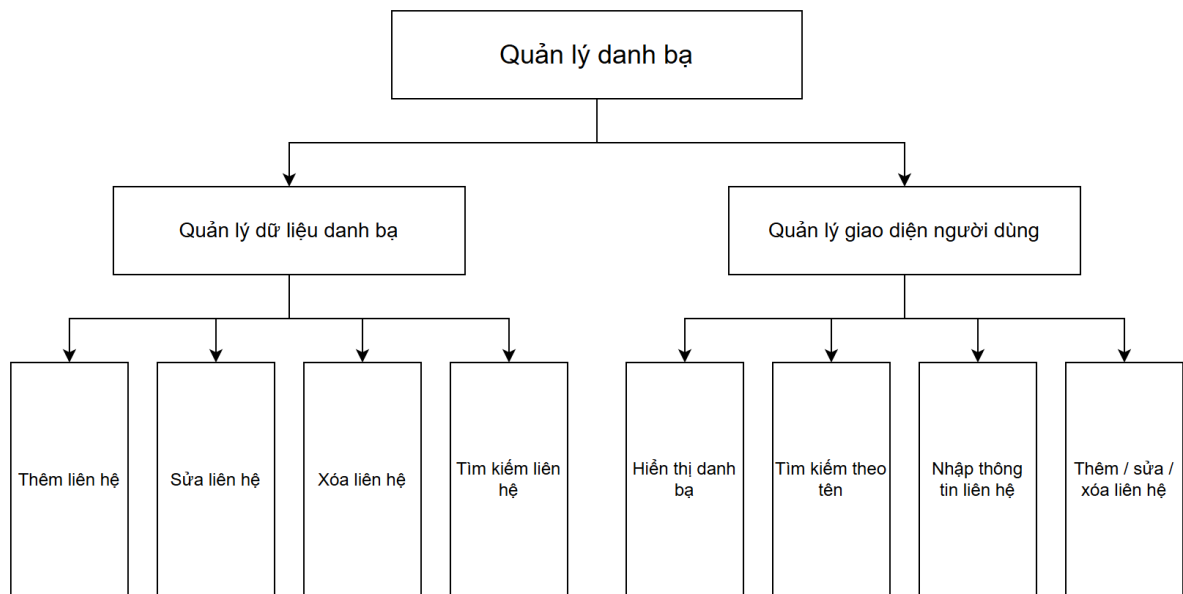 Quản lý danh bạ
Quản lý dữ liệu danh bạ
Quản lý giao diện người dùng
Thêm liên hệ
Sửa liên hệ
Xóa liên hệ
Tìm kiếm liên
hệ
Hiển thị danh
bạ
Tìm kiếm theo
tên
Nhập thông
tin liên hệ
Thêm / sửa /
xóa liên hệ